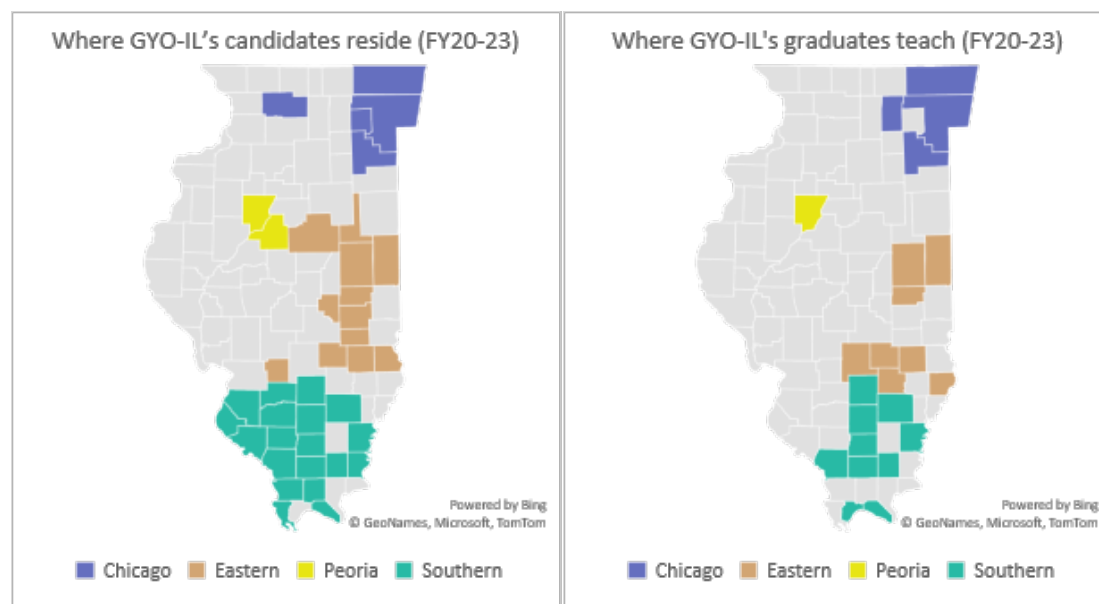 Where GYO-IL’s candidates reside (FY20-23)
Powered by Bing
© GeoNames, Microsoft, TomTom
Chicago Eastern Peoria Southern
Where GYO-IL's graduates teach (FY20-23)
Powered by Bing
© GeoNames, Microsoft, TomTom
Chicago Eastern Peoria Southern